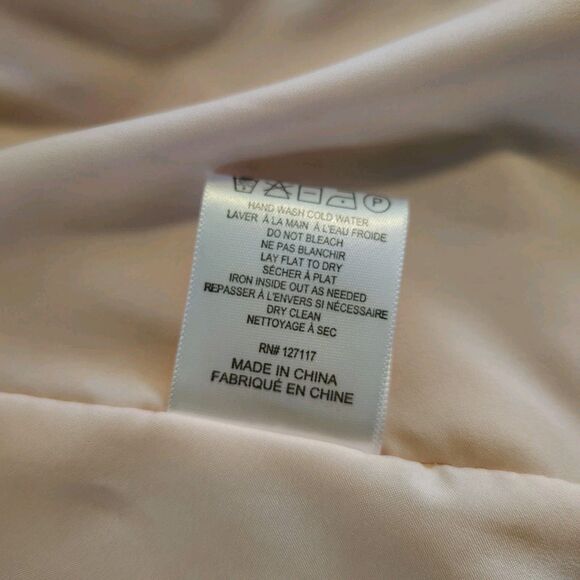 HAND WASH COLD WATER
LAVER À LA MAIN À L'EAU FROIDE
DO NOT BLEACH
NE PAS BLANCHIR
LAY FLAT TO DRY
SÉCHER À PLAT
IRON INSIDE OUT AS NEEDED
REPASSER À L'ENVERS SI NÉCESSAIRE
DRY CLEAN
NETTOYAGE À SEC
RN# 127117
MADE IN CHINA
FABRIQUÉ EN CHINE